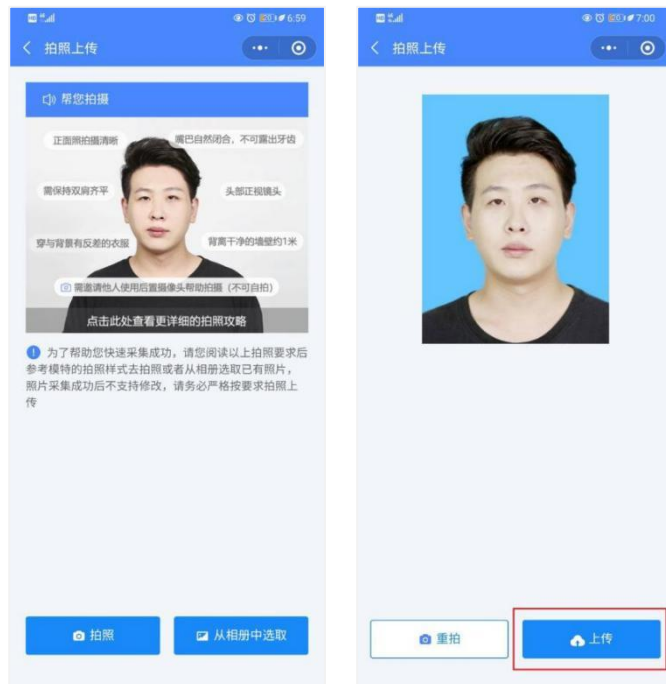 6:59
拍照上传
帮您拍摄
正面照拍摄清晰
嘴巴自然闭合，不可露出牙齿
需保持双肩齐平
头部正视镜头
穿与背景有反差的衣服
背离干净的墙壁约1米
需邀请他人使用后置摄像头帮助拍摄（不可自拍）
点击此处查看更详细的拍照攻略
为了帮助您快速采集成功，请您阅读以上拍照要求后
参考模特的拍照样式去拍照或者从相册选取已有照片，
照片采集成功后不支持修改，请务必严格按要求拍照上
传
拍照
从相册中选取
7:00
拍照上传
重拍
上传